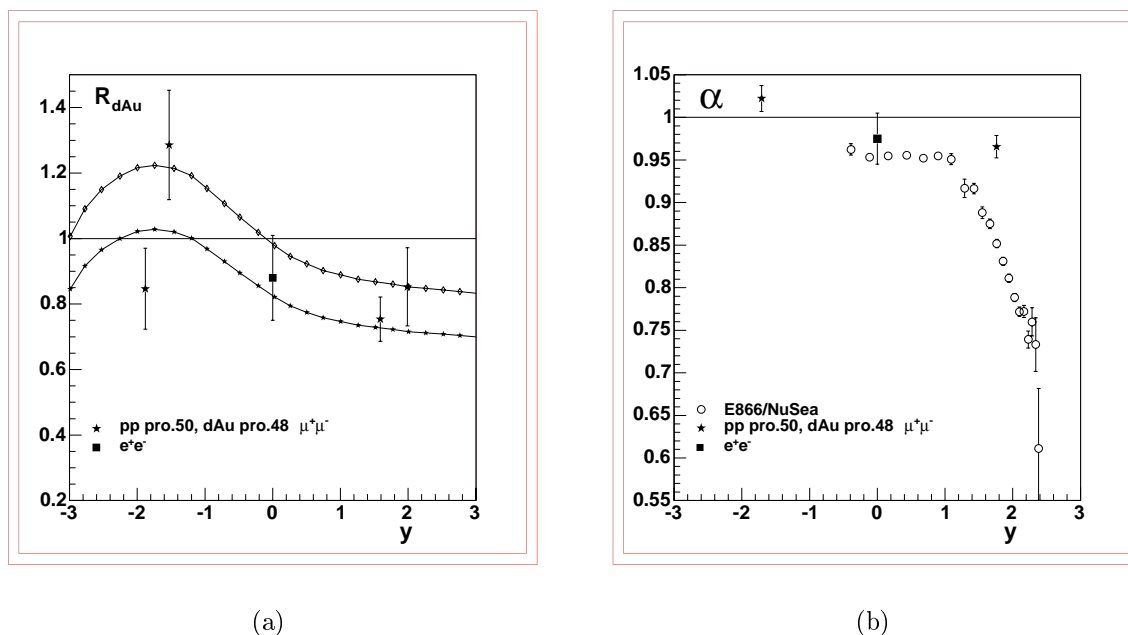 R_dAu
1.4
1.2
1
0.8
0.6
0.4
0.2
pp pro.50, dAu pro.48 μ⁺μ⁻
e⁺e⁻
-3 -2 -1 0 1 2 3
y
(a)
1.05
α
1
0.95
0.9
0.85
0.8
0.75
0.7
0.65
0.6
0.55
E866/NuSea
pp pro.50, dAu pro.48 μ⁺μ⁻
e⁺e⁻
-3 -2 -1 0 1 2 3
y
(b)